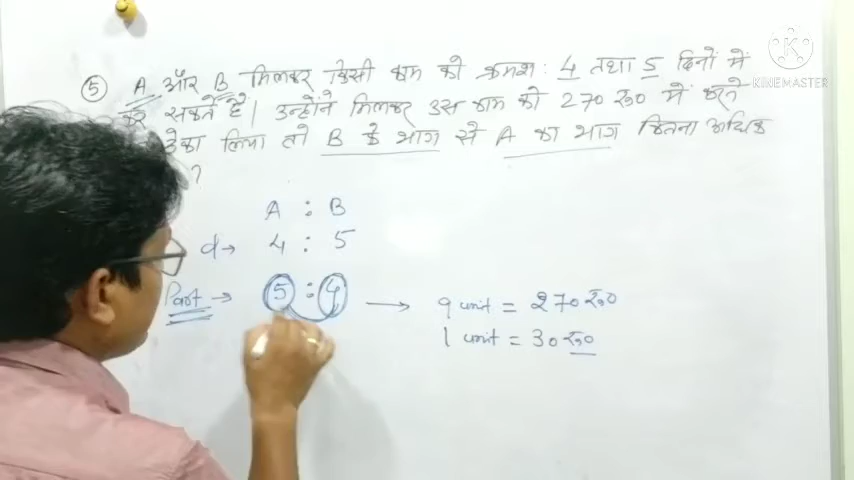 KINEMASTER
⑤ A और B मिलकर किसी काम को क्रमशः 4 तथा 5 दिनों में
कर सकते हैं। उन्होंने मिलकर उस काम को 270 रू० में करने
ठेका लिया तो B के भाग से A का भाग कितना अधिक
?
A : B
d→ 4 : 5
Part → 5 : 4 → 9 unit = 270 रू०
1 unit = 30 रू०